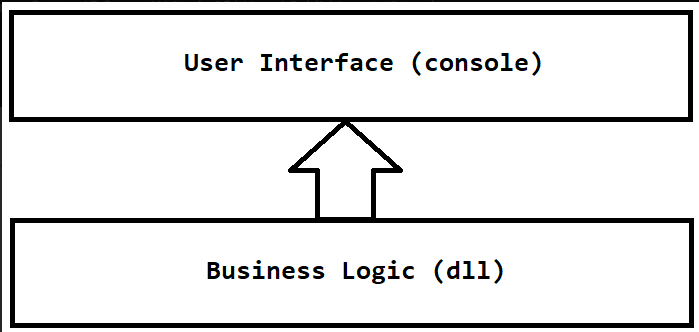 User Interface (console)
Business Logic (dll)